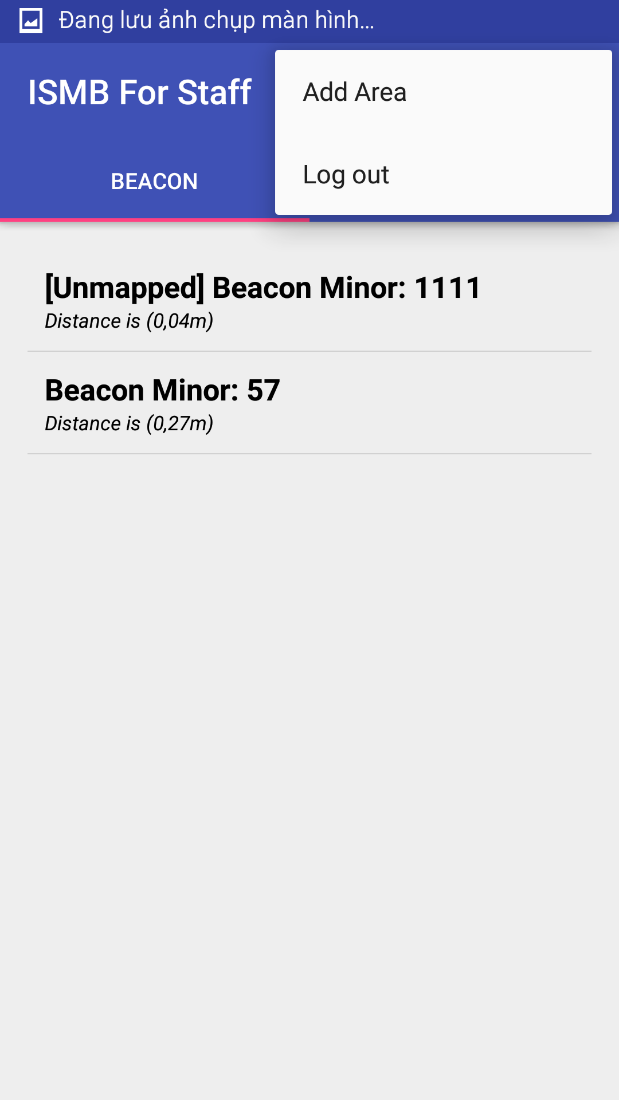 Đang lưu ảnh chụp màn hình...
ISMB For Staff
Add Area
Log out
BEACON
[Unmapped] Beacon Minor: 1111
Distance is (0,04m)
Beacon Minor: 57
Distance is (0,27m)